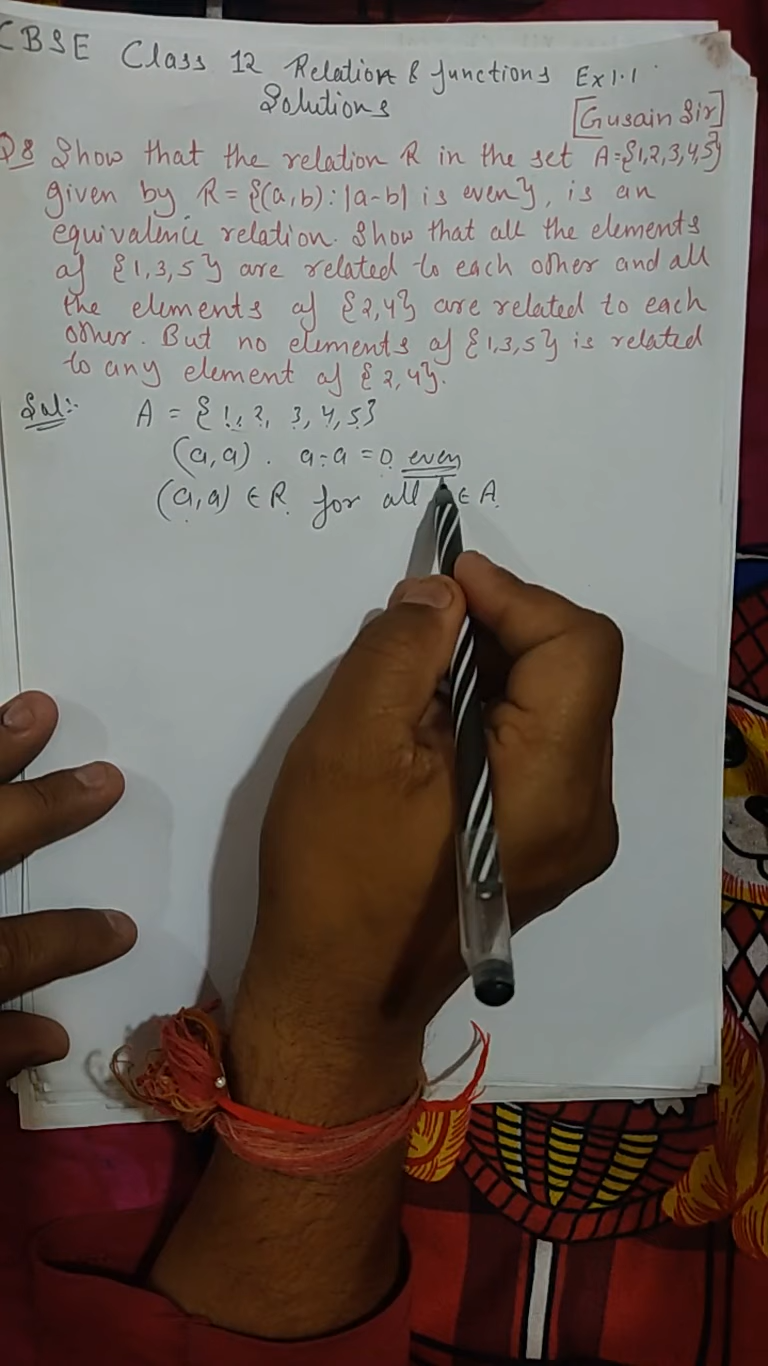 CBSE Class 12 Relation & functions Ex 1.1
Solutions
[Gusain Sir]
Q8 Show that the relation R in the set A={1,2,3,4,5}
given by R = {(a,b) : |a-b| is even}, is an
equivalence relation. Show that all the elements
of {1,3,5} are related to each other and all
the elements of {2,4} are related to each
other. But no elements of {1,3,5} is related
to any element of {2,4}.
Sol:- A = {1, 2, 3, 4, 5}
(a,a). a-a = 0 even
(a,a) ∈ R for all ∈ A.